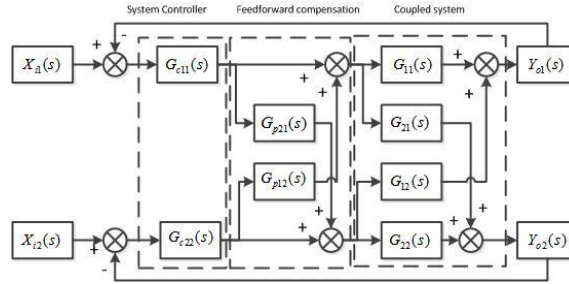 System Controller Feedforward compensation Coupled system
+ -
X_{i1}(s) G_{c11}(s) + G_{11}(s) + Y_{o1}(s)
+ +
G_{p21}(s) G_{21}(s)
G_{p12}(s) G_{12}(s)
+ +
X_{i2}(s) + G_{c22}(s) + G_{22}(s) + Y_{o2}(s)
-